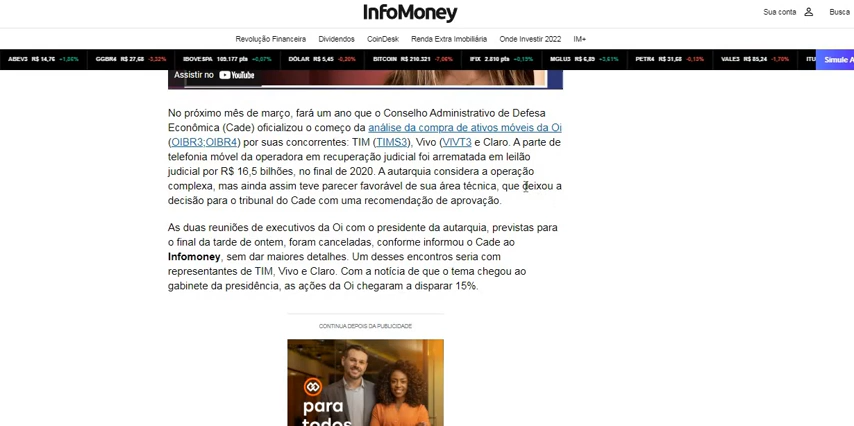 InfoMoney
Sua conta
Busca
Revolução Financeira Dividendos CoinDesk Renda Extra Imobiliária Onde Investir 2022 IM+
ABEV3 R$ 14,76 +1,66% GGBR4 R$ 27,68 -3,32% IBOVESPA 109.177 pts +0,07% DÓLAR R$ 5,45 -0,20% BITCOIN R$ 210.321 -7,06% IFIX 2.810 pts +0,13% MGLU3 R$ 6,89 +3,61% PETR4 R$ 31,68 -0,13% VALE3 R$ 85,24 -1,70% ITU Simule A
Assistir no YouTube
No próximo mês de março, fará um ano que o Conselho Administrativo de Defesa
Econômica (Cade) oficializou o começo da análise da compra de ativos móveis da Oi
(OIBR3;OIBR4) por suas concorrentes: TIM (TIMS3), Vivo (VIVT3 e Claro. A parte de
telefonia móvel da operadora em recuperação judicial foi arrematada em leilão
judicial por R$ 16,5 bilhões, no final de 2020. A autarquia considera a operação
complexa, mas ainda assim teve parecer favorável de sua área técnica, que deixou a
decisão para o tribunal do Cade com uma recomendação de aprovação.
As duas reuniões de executivos da Oi com o presidente da autarquia, previstas para
o final da tarde de ontem, foram canceladas, conforme informou o Cade ao
Infomoney, sem dar maiores detalhes. Um desses encontros seria com
representantes de TIM, Vivo e Claro. Com a notícia de que o tema chegou ao
gabinete da presidência, as ações da Oi chegaram a disparar 15%.
CONTINUA DEPOIS DA PUBLICIDADE
para
todos